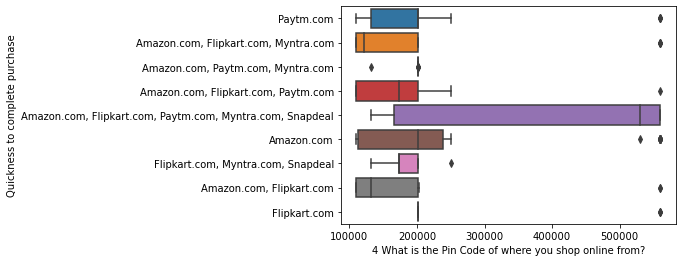 Quickness to complete purchase
Paytm.com
Amazon.com, Flipkart.com, Myntra.com
Amazon.com, Paytm.com, Myntra.com
Amazon.com, Flipkart.com, Paytm.com
Amazon.com, Flipkart.com, Paytm.com, Myntra.com, Snapdeal
Amazon.com
Flipkart.com, Myntra.com, Snapdeal
Amazon.com, Flipkart.com
Flipkart.com
100000 200000 300000 400000 500000
4 What is the Pin Code of where you shop online from?